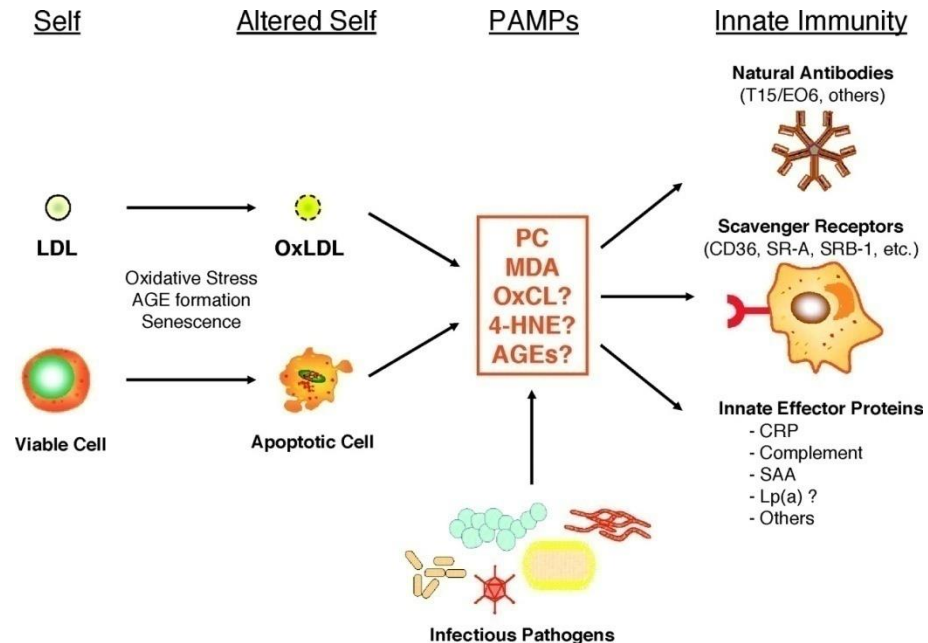 Self
Altered Self
PAMPs
Innate Immunity
Natural Antibodies
(T15/EO6, others)
LDL
OxLDL
Oxidative Stress
AGE formation
Senescence
Viable Cell
Apoptotic Cell
PC
MDA
OxCL?
4-HNE?
AGEs?
Scavenger Receptors
(CD36, SR-A, SRB-1, etc.)
Innate Effector Proteins
- CRP
- Complement
- SAA
- Lp(a) ?
- Others
Infectious Pathogens